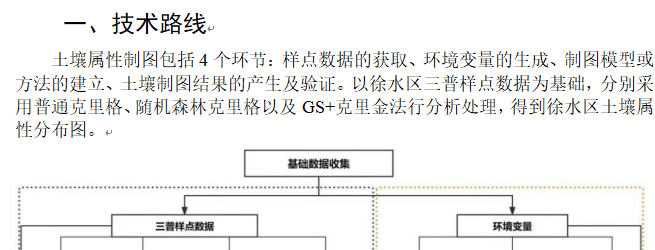 一、技术路线
土壤属性制图包括 4 个环节：样点数据的获取、环境变量的生成、制图模型或
方法的建立、土壤制图结果的产生及验证。以徐水区三普样点数据为基础，分别采
用普通克里格、随机森林克里格以及 GS+克里金法行分析处理，得到徐水区土壤属
性分布图。
基础数据收集
三普样点数据 环境变量